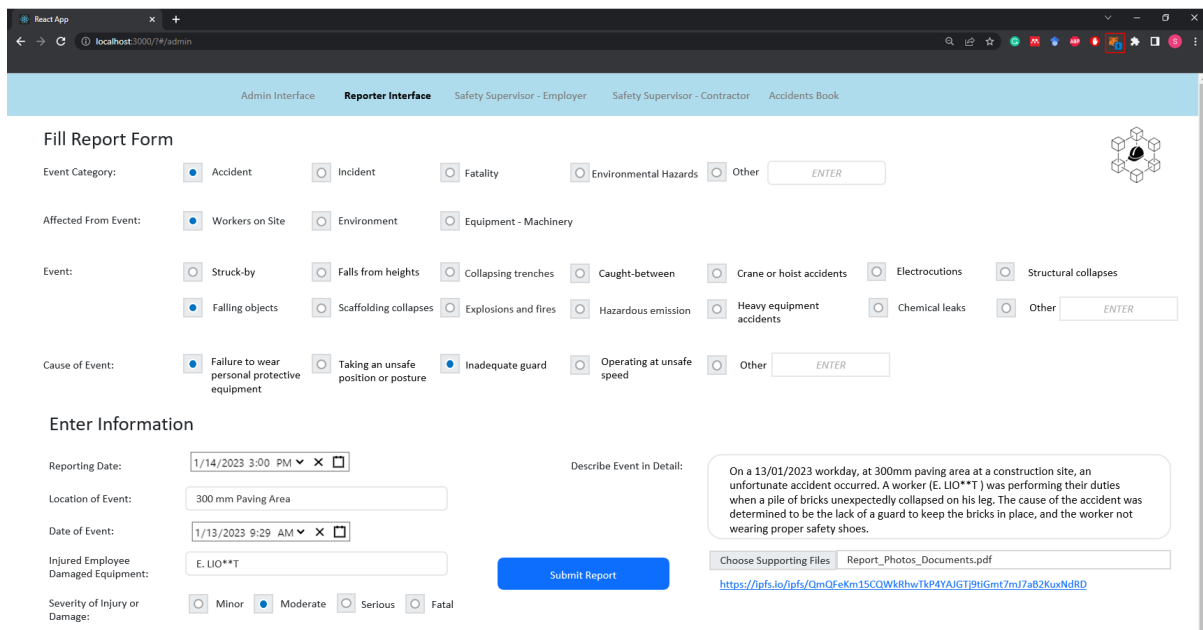 React App
localhost:3000/?#/admin
Admin Interface Reporter Interface Safety Supervisor - Employer Safety Supervisor - Contractor Accidents Book
Fill Report Form
Event Category: Accident Incident Fatality Environmental Hazards Other ENTER
Affected From Event: Workers on Site Environment Equipment - Machinery
Event: Struck-by Falls from heights Collapsing trenches Caught-between Crane or hoist accidents Electrocutions Structural collapses
Falling objects Scaffolding collapses Explosions and fires Hazardous emission Heavy equipment accidents Chemical leaks Other ENTER
Cause of Event: Failure to wear personal protective equipment Taking an unsafe position or posture Inadequate guard Operating at unsafe speed Other ENTER
Enter Information
Reporting Date: 1/14/2023 3:00 PM
Location of Event: 300 mm Paving Area
Date of Event: 1/13/2023 9:29 AM
Injured Employee
Damaged Equipment: E. LIO**T
Severity of Injury or
Damage: Minor Moderate Serious Fatal
Submit Report
Describe Event in Detail:
On a 13/01/2023 workday, at 300mm paving area at a construction site, an
unfortunate accident occurred. A worker (E. LIO**T ) was performing their duties
when a pile of bricks unexpectedly collapsed on his leg. The cause of the accident was
determined to be the lack of a guard to keep the bricks in place, and the worker not
wearing proper safety shoes.
Choose Supporting Files Report_Photos_Documents.pdf
https://ipfs.io/ipfs/QmQFeKm15CQWkRhwTkP4YAJGTj9tiGmt7mJ7aB2KuxNdRD